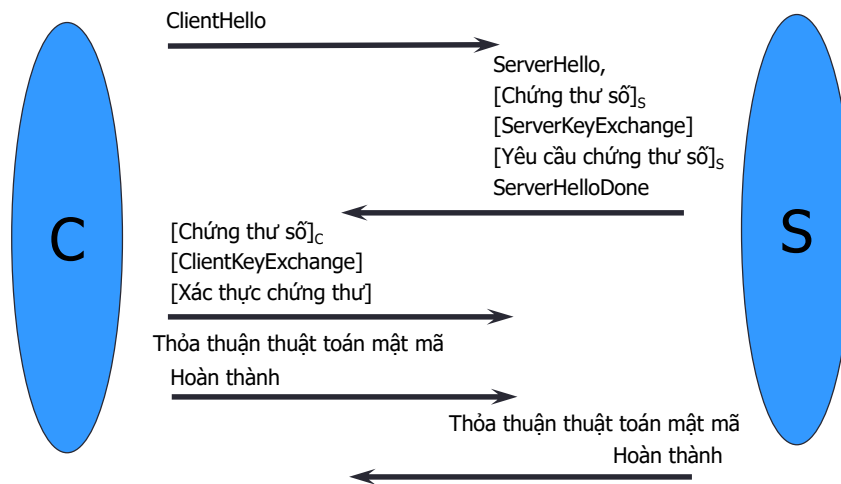 ClientHello
ServerHello,
[Chứng thư số]S
[ServerKeyExchange]
[Yêu cầu chứng thư số]S
ServerHelloDone
C
S
[Chứng thư số]C
[ClientKeyExchange]
[Xác thực chứng thư]
Thỏa thuận thuật toán mật mã
Hoàn thành
Thỏa thuận thuật toán mật mã
Hoàn thành